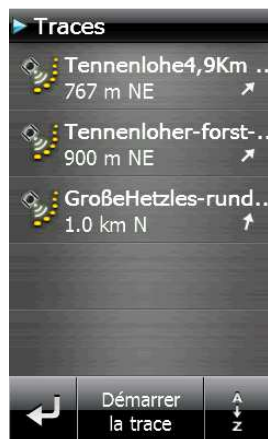 Traces
Tennenlohe4,9Km ..
767 m NE
Tennenloher-forst-..
900 m NE
GroßeHetzles-rund..
1.0 km N
Démarrer
la trace
A
Z